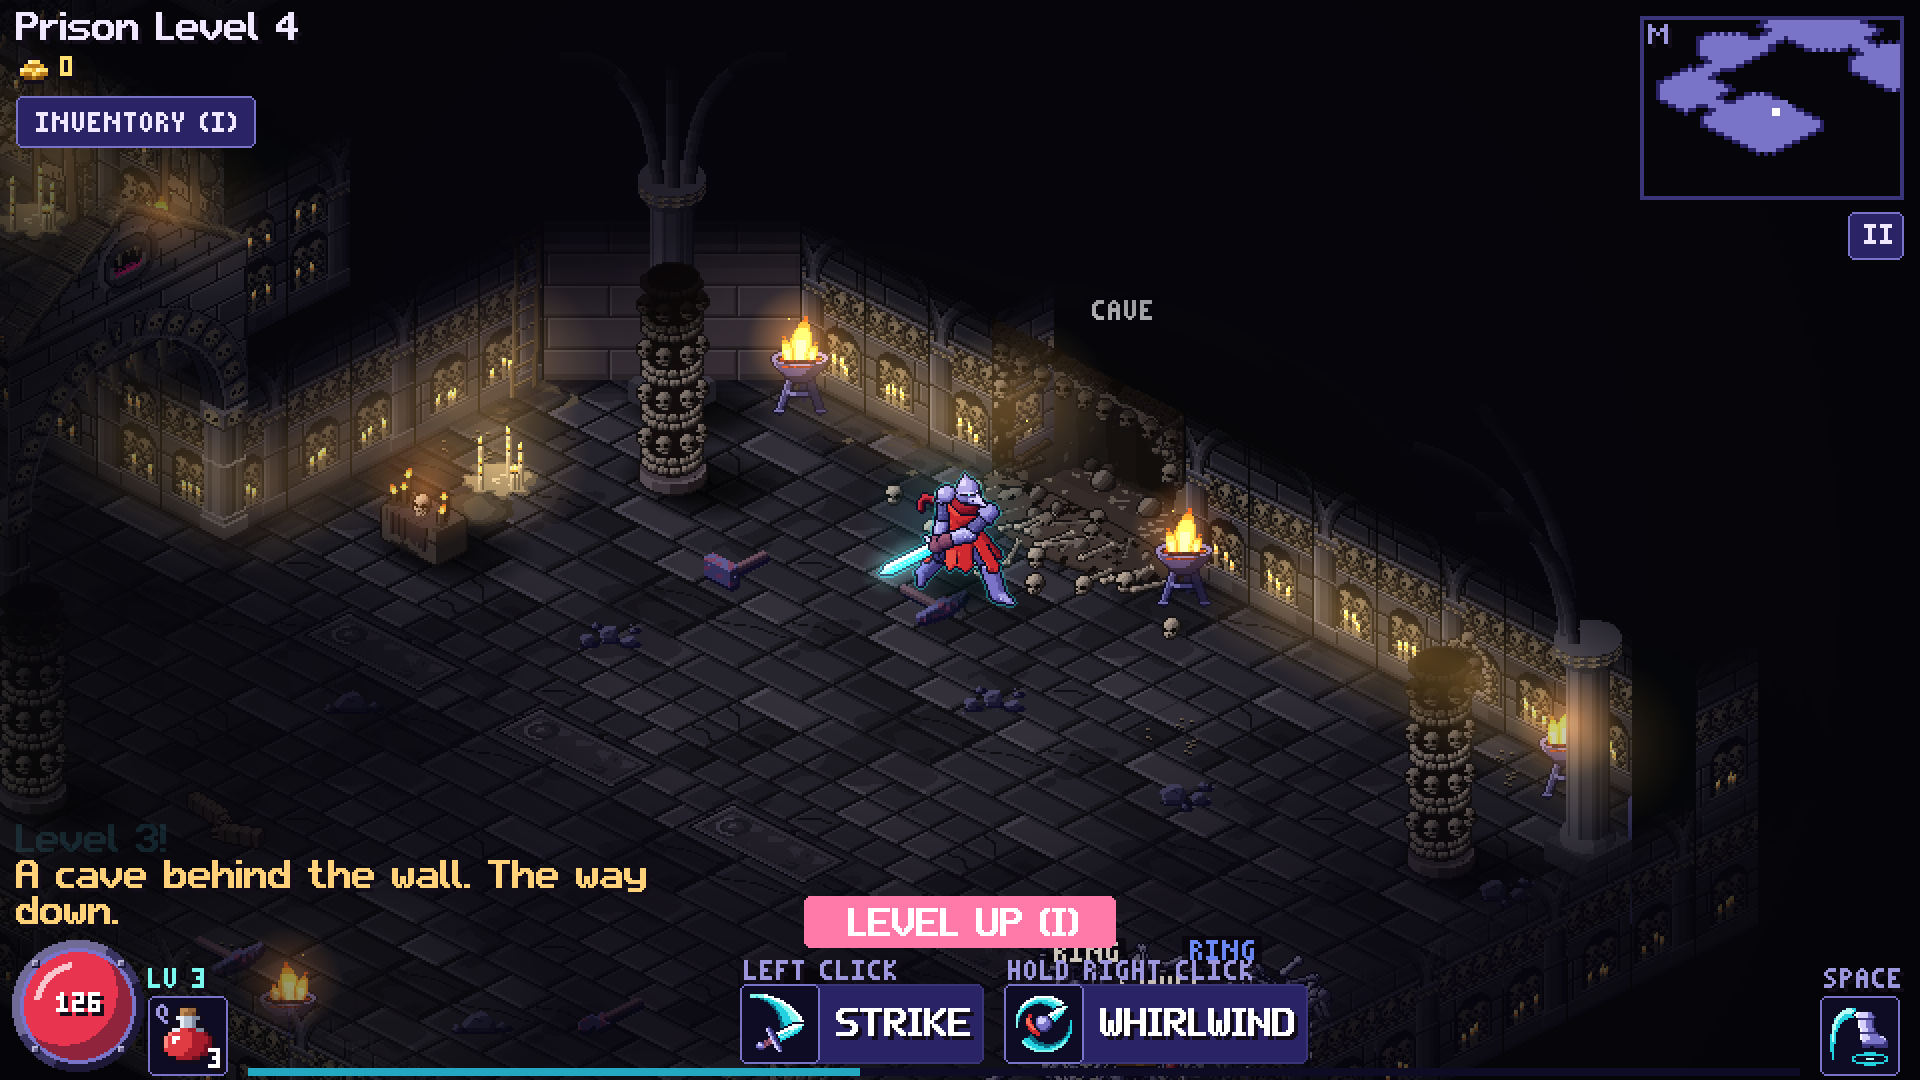 Prison Level 4
0
INVENTORY (I)
M
II
CAVE
Level 3!
A cave behind the wall. The way
down.
LEVEL UP (I)
RING
RING
LEFT CLICK
HOLD RIGHT CLICK
SPACE
126
LV 3
Q
3
STRIKE
WHIRLWIND